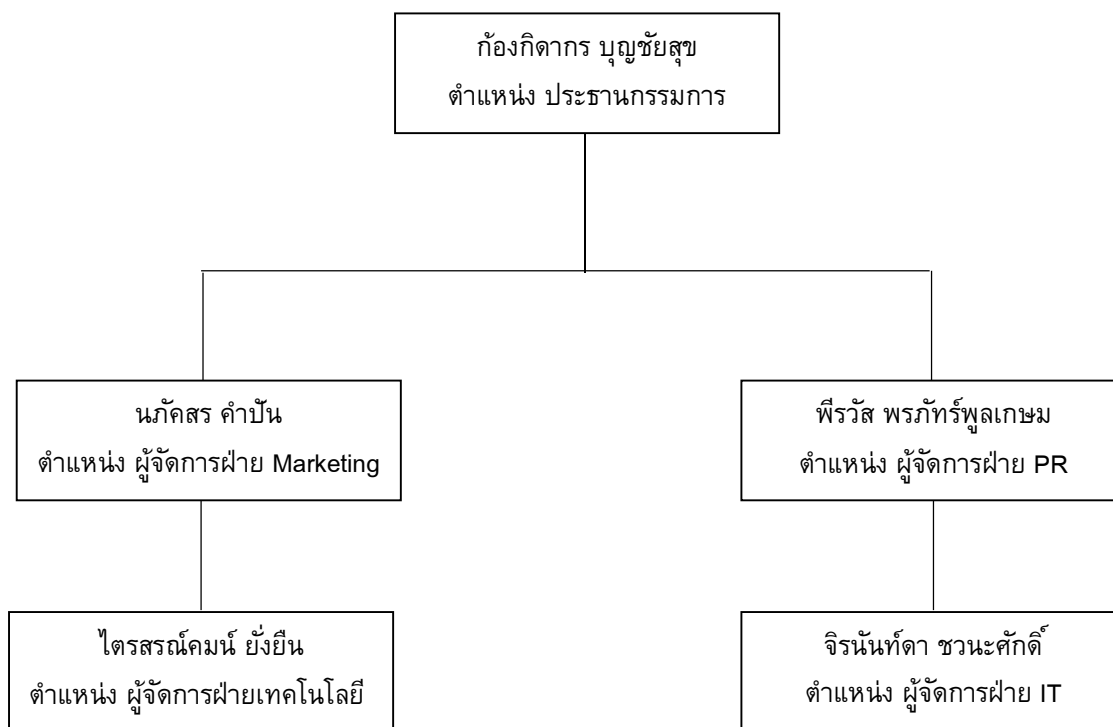 ก้องกิดากร บุญชัยสุข
ตำแหน่ง ประธานกรรมการ
นภัคสร คำปัน
ตำแหน่ง ผู้จัดการฝ่าย Marketing
พีรวัส พรภัทร์พูลเกษม
ตำแหน่ง ผู้จัดการฝ่าย PR
ไตรสรณ์คมน์ ยั่งยืน
ตำแหน่ง ผู้จัดการฝ่ายเทคโนโลยี
จิรนันท์ดา ชวนะศักดิ์
ตำแหน่ง ผู้จัดการฝ่าย IT